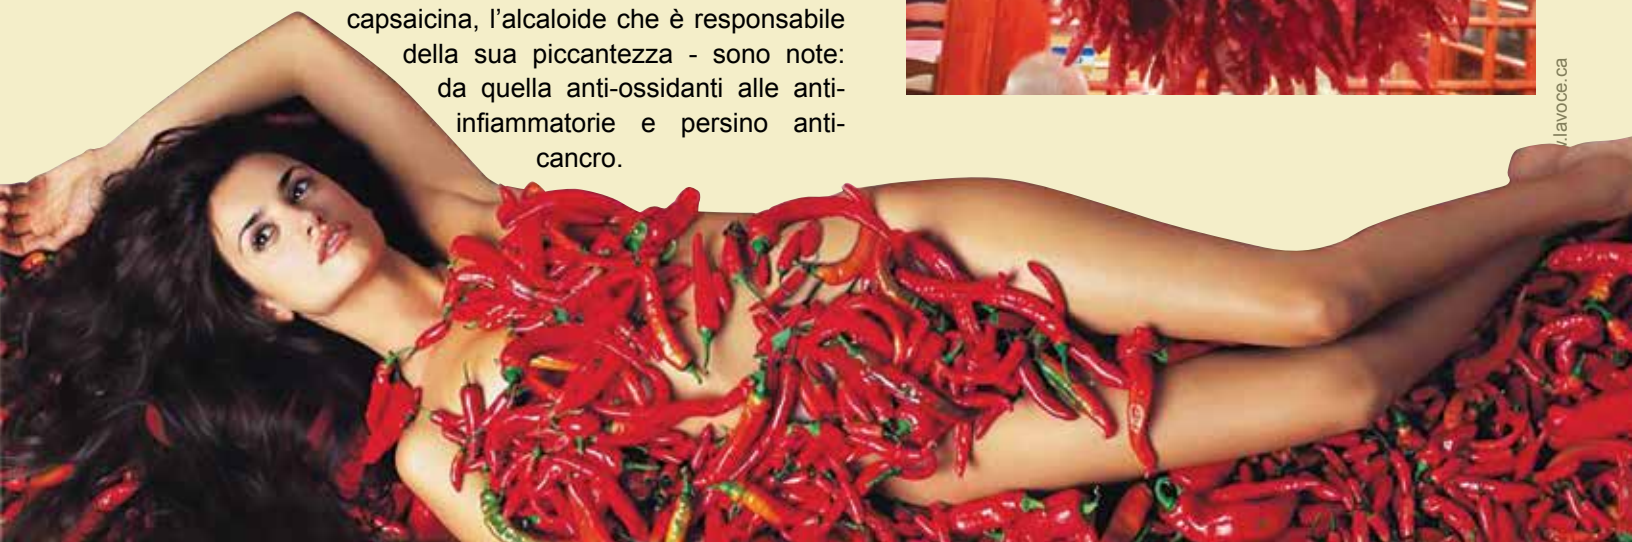 capsaicina, l'alcaloide che è responsabile
della sua piccantezza - sono note:
da quella anti-ossidanti alle anti-
infiammatorie e persino anti-
cancro.
.lavoce.ca